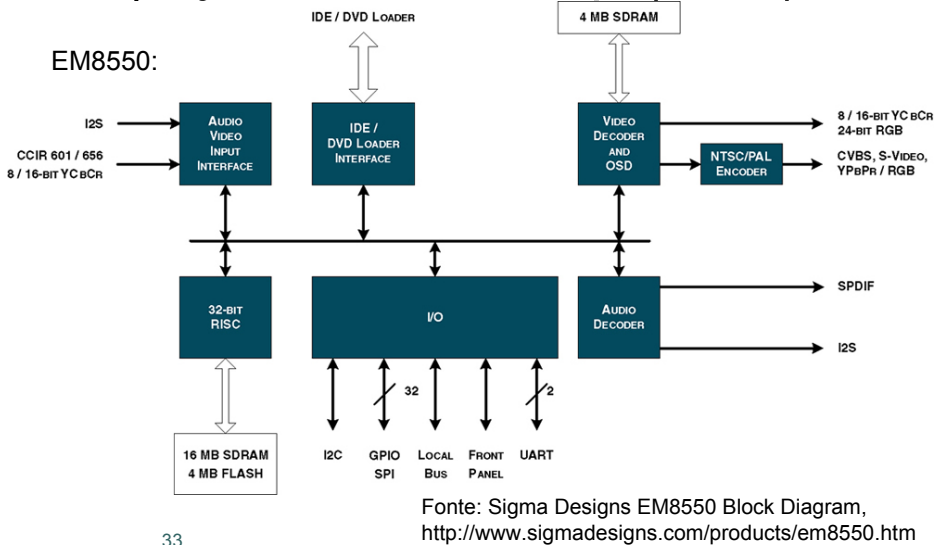 IDE / DVD LOADER
4 MB SDRAM
EM8550:
I2S
CCIR 601 / 656
8 / 16-BIT YCBCR
AUDIO
VIDEO
INPUT
INTERFACE
IDE /
DVD LOADER
INTERFACE
VIDEO
DECODER
AND
OSD
NTSC/PAL
ENCODER
8 / 16-BIT YCBCR
24-BIT RGB
CVBS, S-VIDEO,
YPBPR / RGB
32-BIT
RISC
I/O
AUDIO
DECODER
SPDIF
I2S
32
2
16 MB SDRAM
4 MB FLASH
I2C
GPIO
SPI
LOCAL
BUS
FRONT
PANEL
UART
Fonte: Sigma Designs EM8550 Block Diagram,
http://www.sigmadesigns.com/products/em8550.htm
33